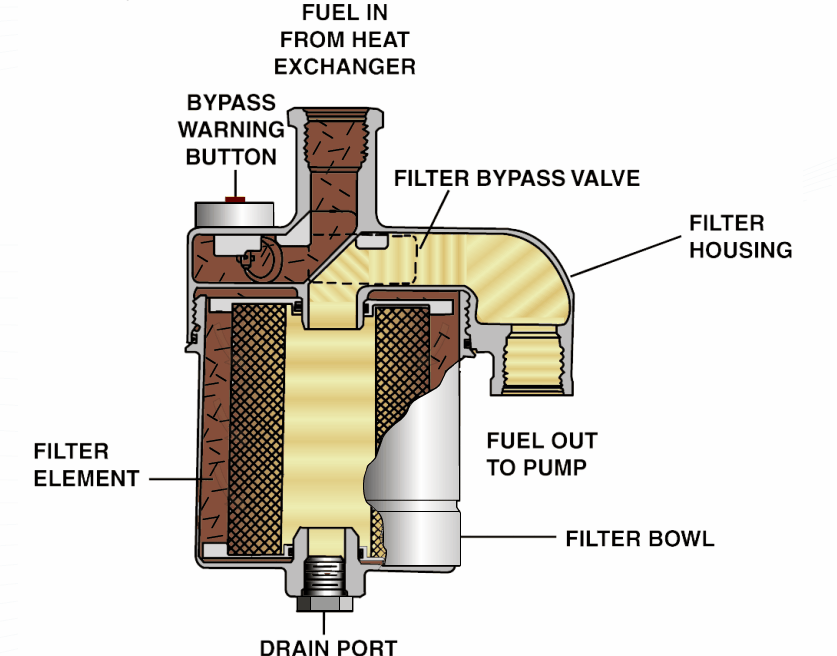 FUEL IN
FROM HEAT
EXCHANGER
BYPASS
WARNING
BUTTON
FILTER BYPASS VALVE
FILTER
HOUSING
FUEL OUT
TO PUMP
FILTER
ELEMENT
FILTER BOWL
DRAIN PORT